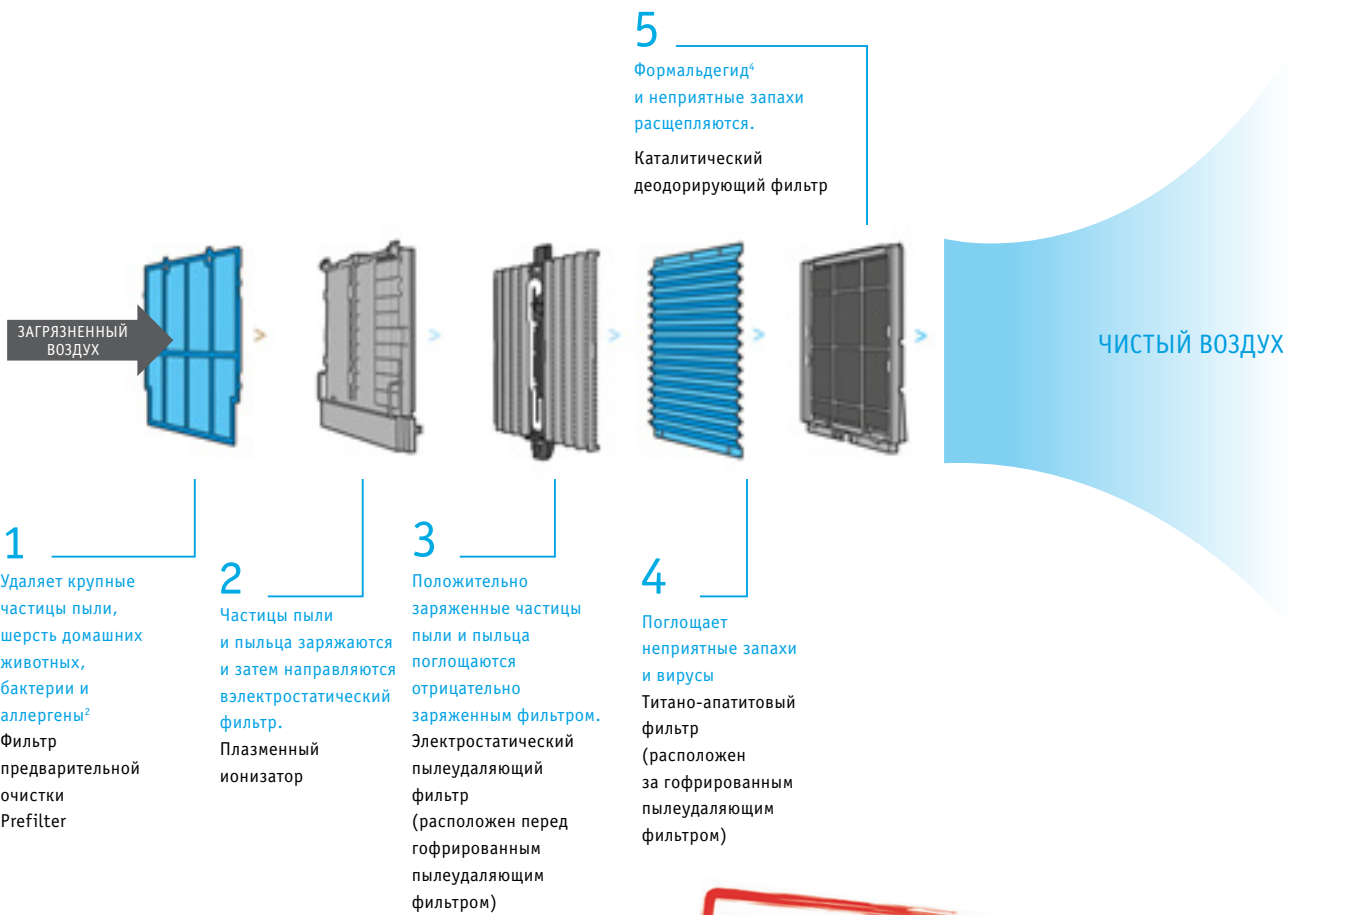 5
Формальдегид⁴
и неприятные запахи
расщепляются.
Каталитический
деодорирующий фильтр
ЗАГРЯЗНЕННЫЙ
ВОЗДУХ
ЧИСТЫЙ ВОЗДУХ
1
Удаляет крупные
частицы пыли,
шерсть домашних
животных,
бактерии и
аллергены²
Фильтр
предварительной
очистки
Prefilter
2
Частицы пыли
и пыльца заряжаются
и затем направляются
вэлектростатический
фильтр.
Плазменный
ионизатор
3
Положительно
заряженные частицы
пыли и пыльца
поглощаются
отрицательно
заряженным фильтром.
Электростатический
пылеудаляющий
фильтр
(расположен перед
гофрированным
пылеудаляющим
фильтром)
4
Поглощает
неприятные запахи
и вирусы
Титано-апатитовый
фильтр
(расположен
за гофрированным
пылеудаляющим
фильтром)